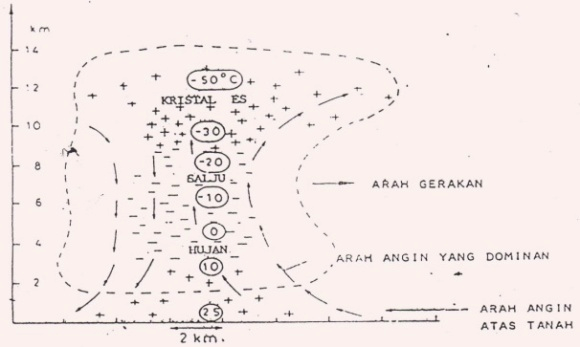 km
14
-50°C
12
KRISTAL ES
10
-30
8
-20
SALJU
ARAH GERAKAN
6
-10
4
0
HUJAN
ARAH ANGIN YANG DOMINAN
10
2
ARAH ANGIN
25
ATAS TANAH
2 km.